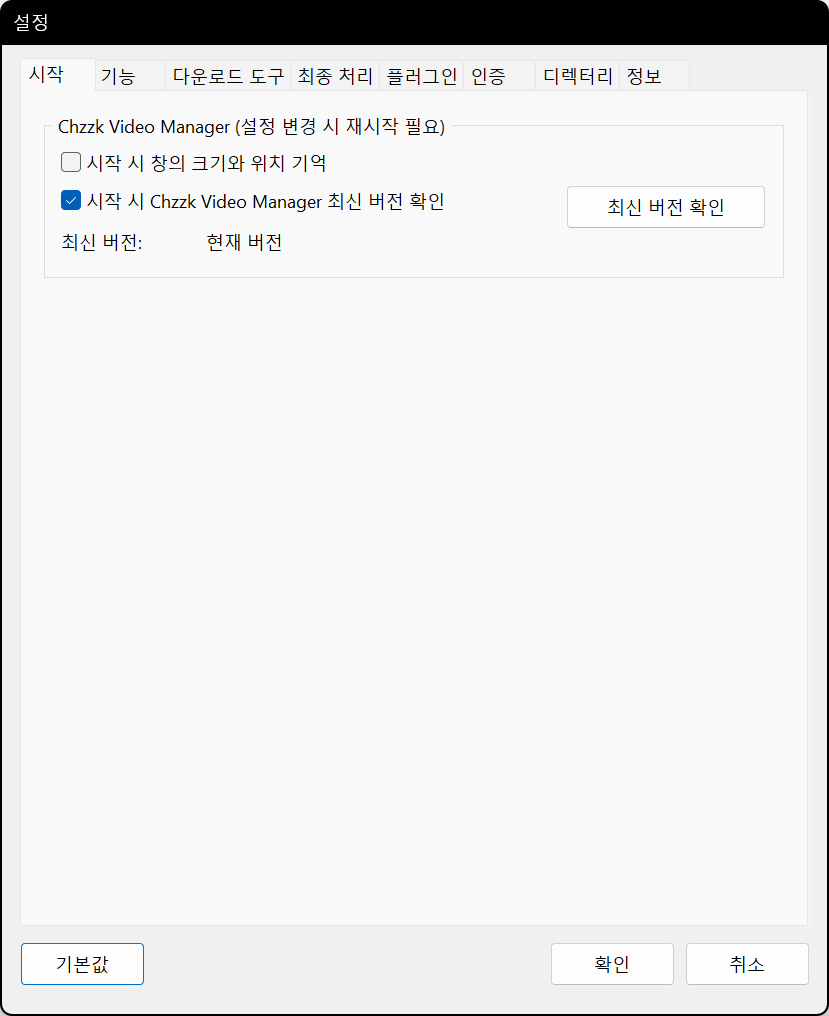 설정
시작 기능 다운로드 도구 최종 처리 플러그인 인증 디렉터리 정보
Chzzk Video Manager (설정 변경 시 재시작 필요)
시작 시 창의 크기와 위치 기억
시작 시 Chzzk Video Manager 최신 버전 확인
최신 버전 확인
최신 버전: 현재 버전
기본값 확인 취소